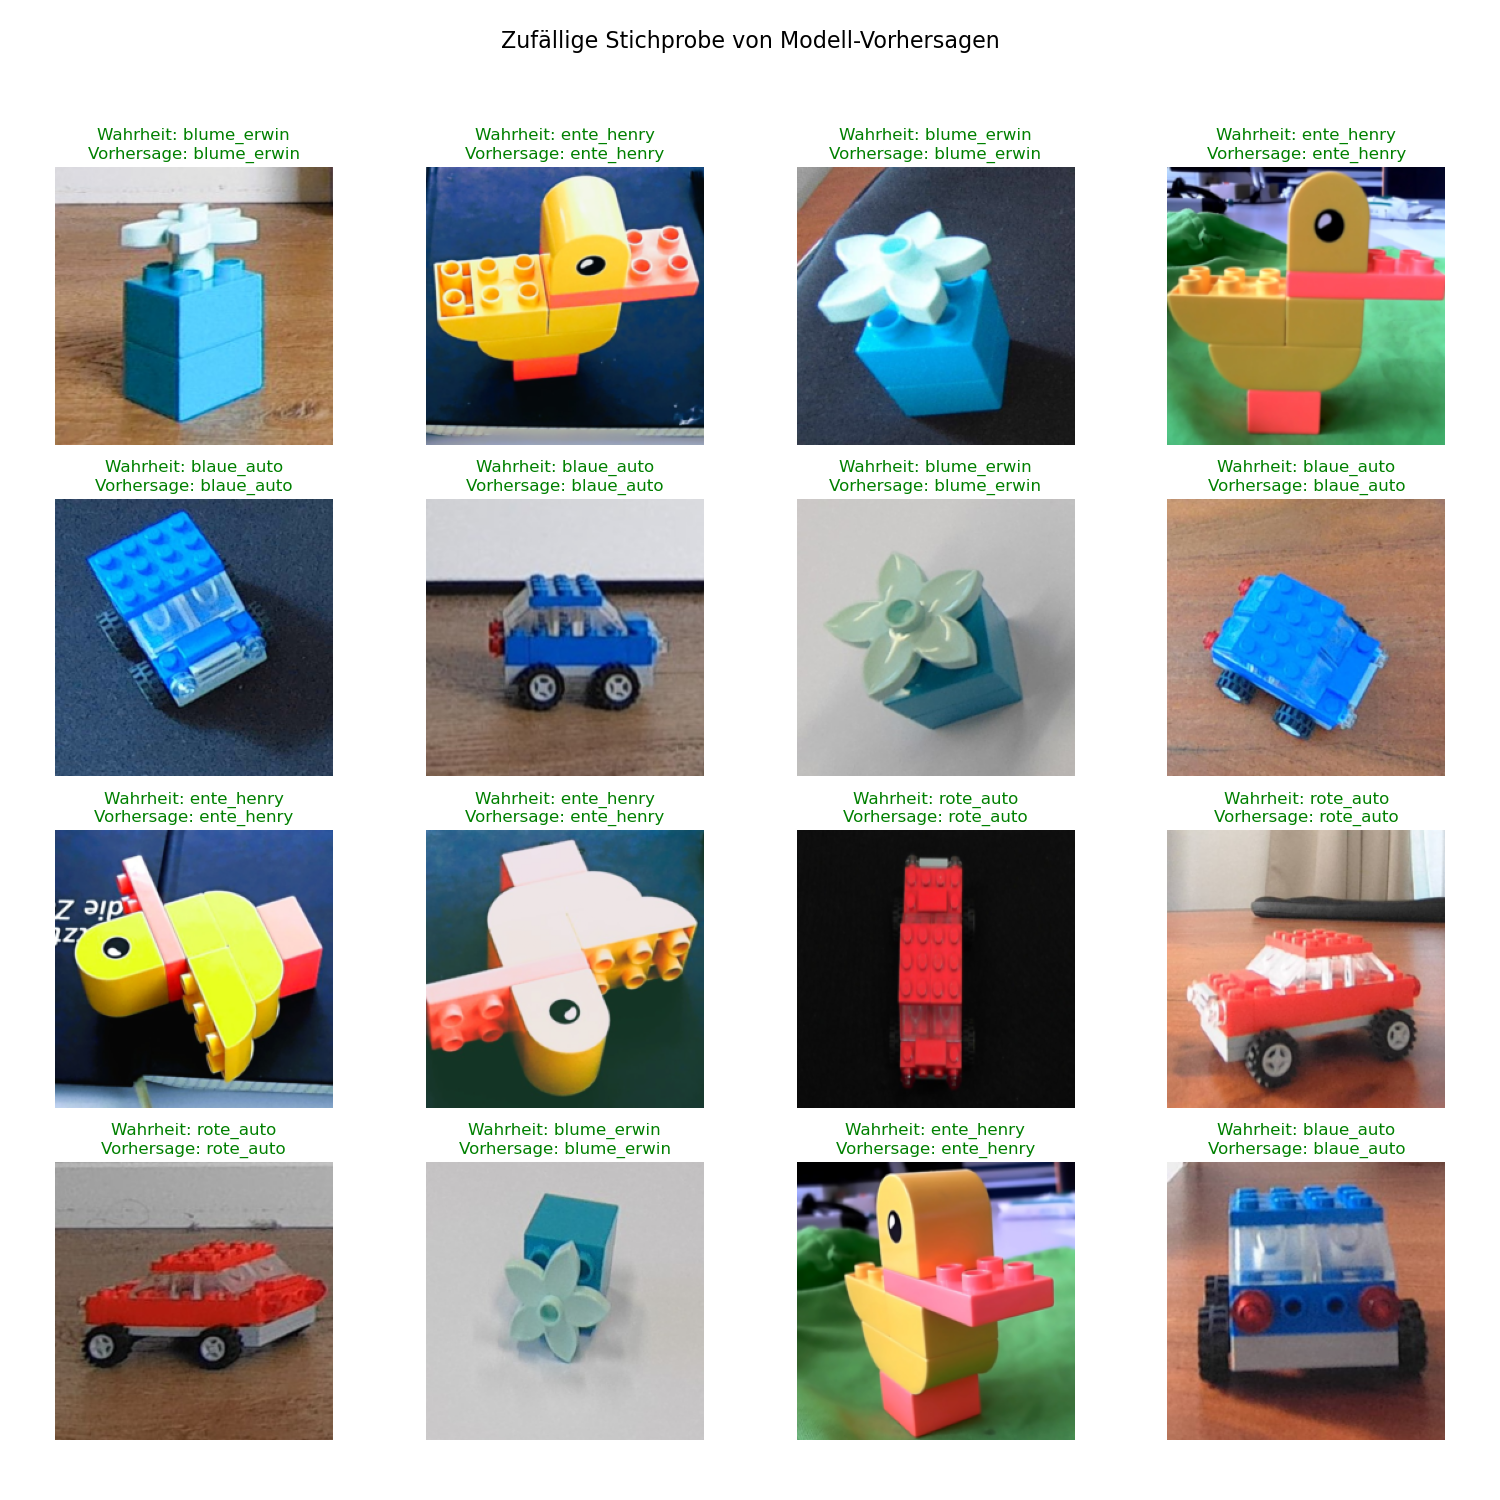 Zufällige Stichprobe von Modell-Vorhersagen
Wahrheit: blume_erwin
Vorhersage: blume_erwin
Wahrheit: ente_henry
Vorhersage: ente_henry
Wahrheit: blume_erwin
Vorhersage: blume_erwin
Wahrheit: ente_henry
Vorhersage: ente_henry
Wahrheit: blaue_auto
Vorhersage: blaue_auto
Wahrheit: blaue_auto
Vorhersage: blaue_auto
Wahrheit: blume_erwin
Vorhersage: blume_erwin
Wahrheit: blaue_auto
Vorhersage: blaue_auto
Wahrheit: ente_henry
Vorhersage: ente_henry
Wahrheit: ente_henry
Vorhersage: ente_henry
Wahrheit: rote_auto
Vorhersage: rote_auto
Wahrheit: rote_auto
Vorhersage: rote_auto
die Z
Wahrheit: rote_auto
Vorhersage: rote_auto
Wahrheit: blume_erwin
Vorhersage: blume_erwin
Wahrheit: ente_henry
Vorhersage: ente_henry
Wahrheit: blaue_auto
Vorhersage: blaue_auto